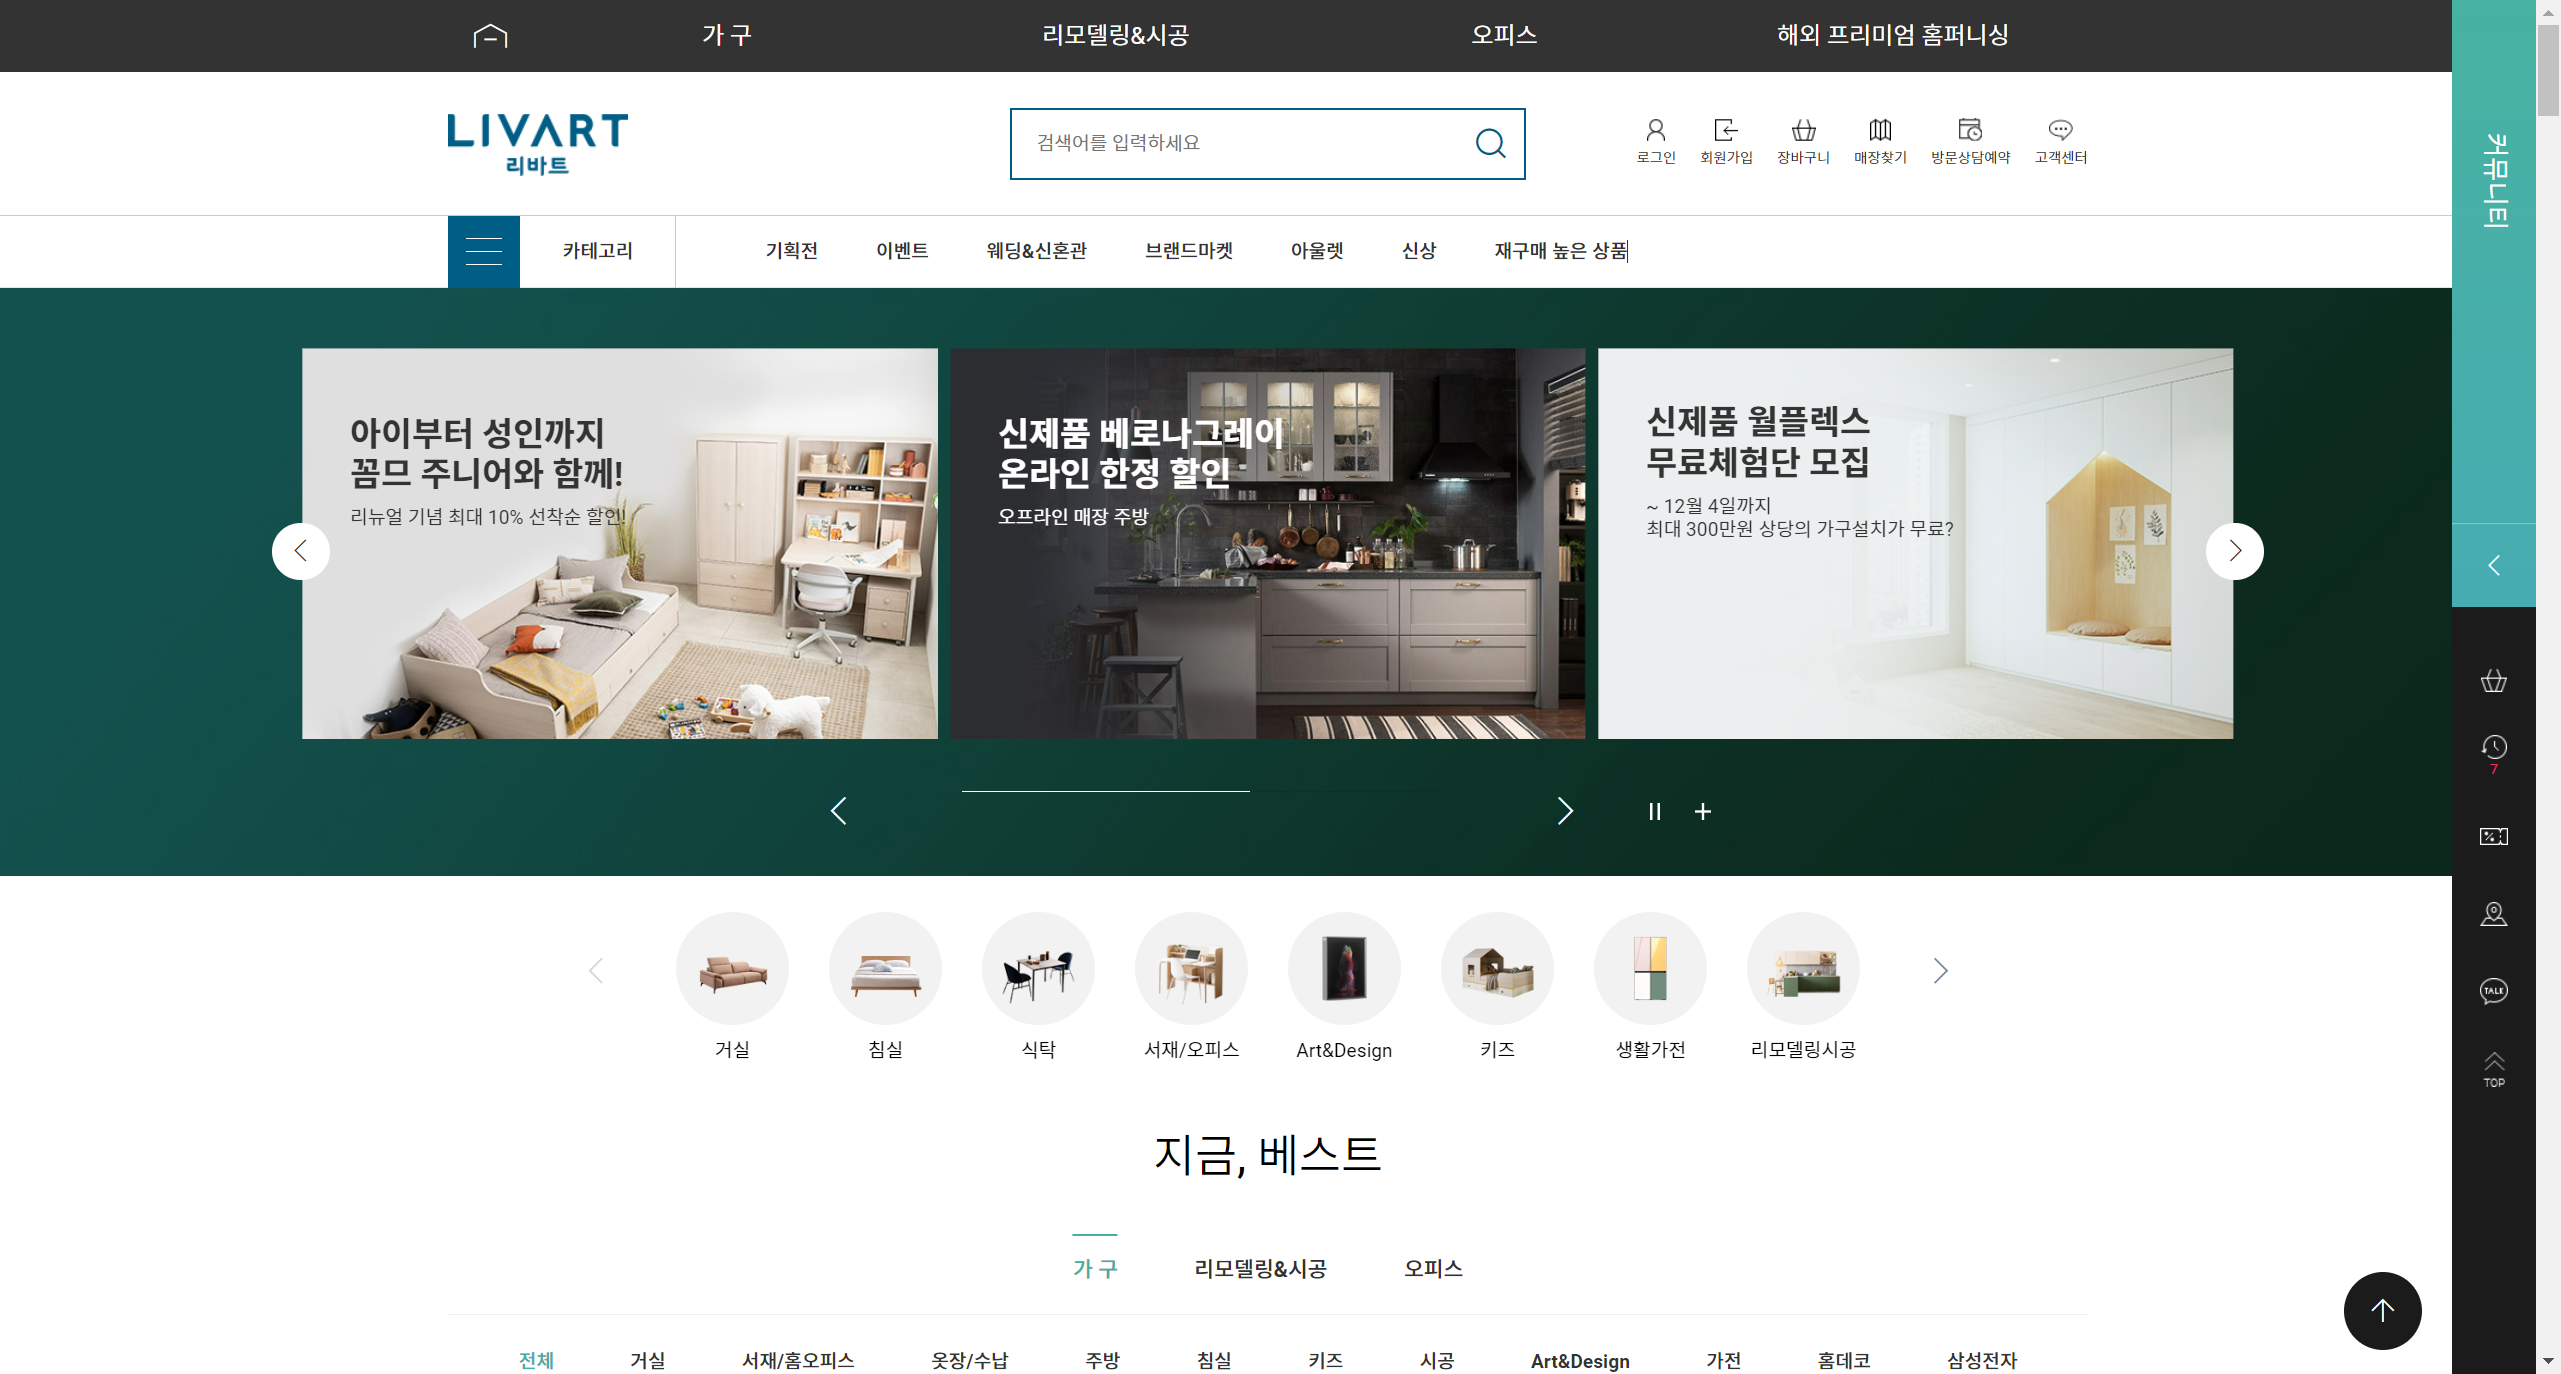 가 구
리모델링&시공
오피스
해외 프리미엄 홈퍼니싱
LIVART
리바트
검색어를 입력하세요
로그인
회원가입
장바구니
매장찾기
방문상담예약
고객센터
커뮤니티
카테고리
기획전
이벤트
웨딩&신혼관
브랜드마켓
아울렛
신상
재구매 높은 상품
아이부터 성인까지
꼼므 주니어와 함께!
리뉴얼 기념 최대 10% 선착순 할인!
신제품 베로나그레이
온라인 한정 할인
오프라인 매장 주방
신제품 월플렉스
무료체험단 모집
~ 12월 4일까지
최대 300만원 상당의 가구설치가 무료?
7
TALK
TOP
거실
침실
식탁
서재/오피스
Art&Design
키즈
생활가전
리모델링시공
지금, 베스트
가 구
리모델링&시공
오피스
전체
거실
서재/홈오피스
옷장/수납
주방
침실
키즈
시공
Art&Design
가전
홈데코
삼성전자